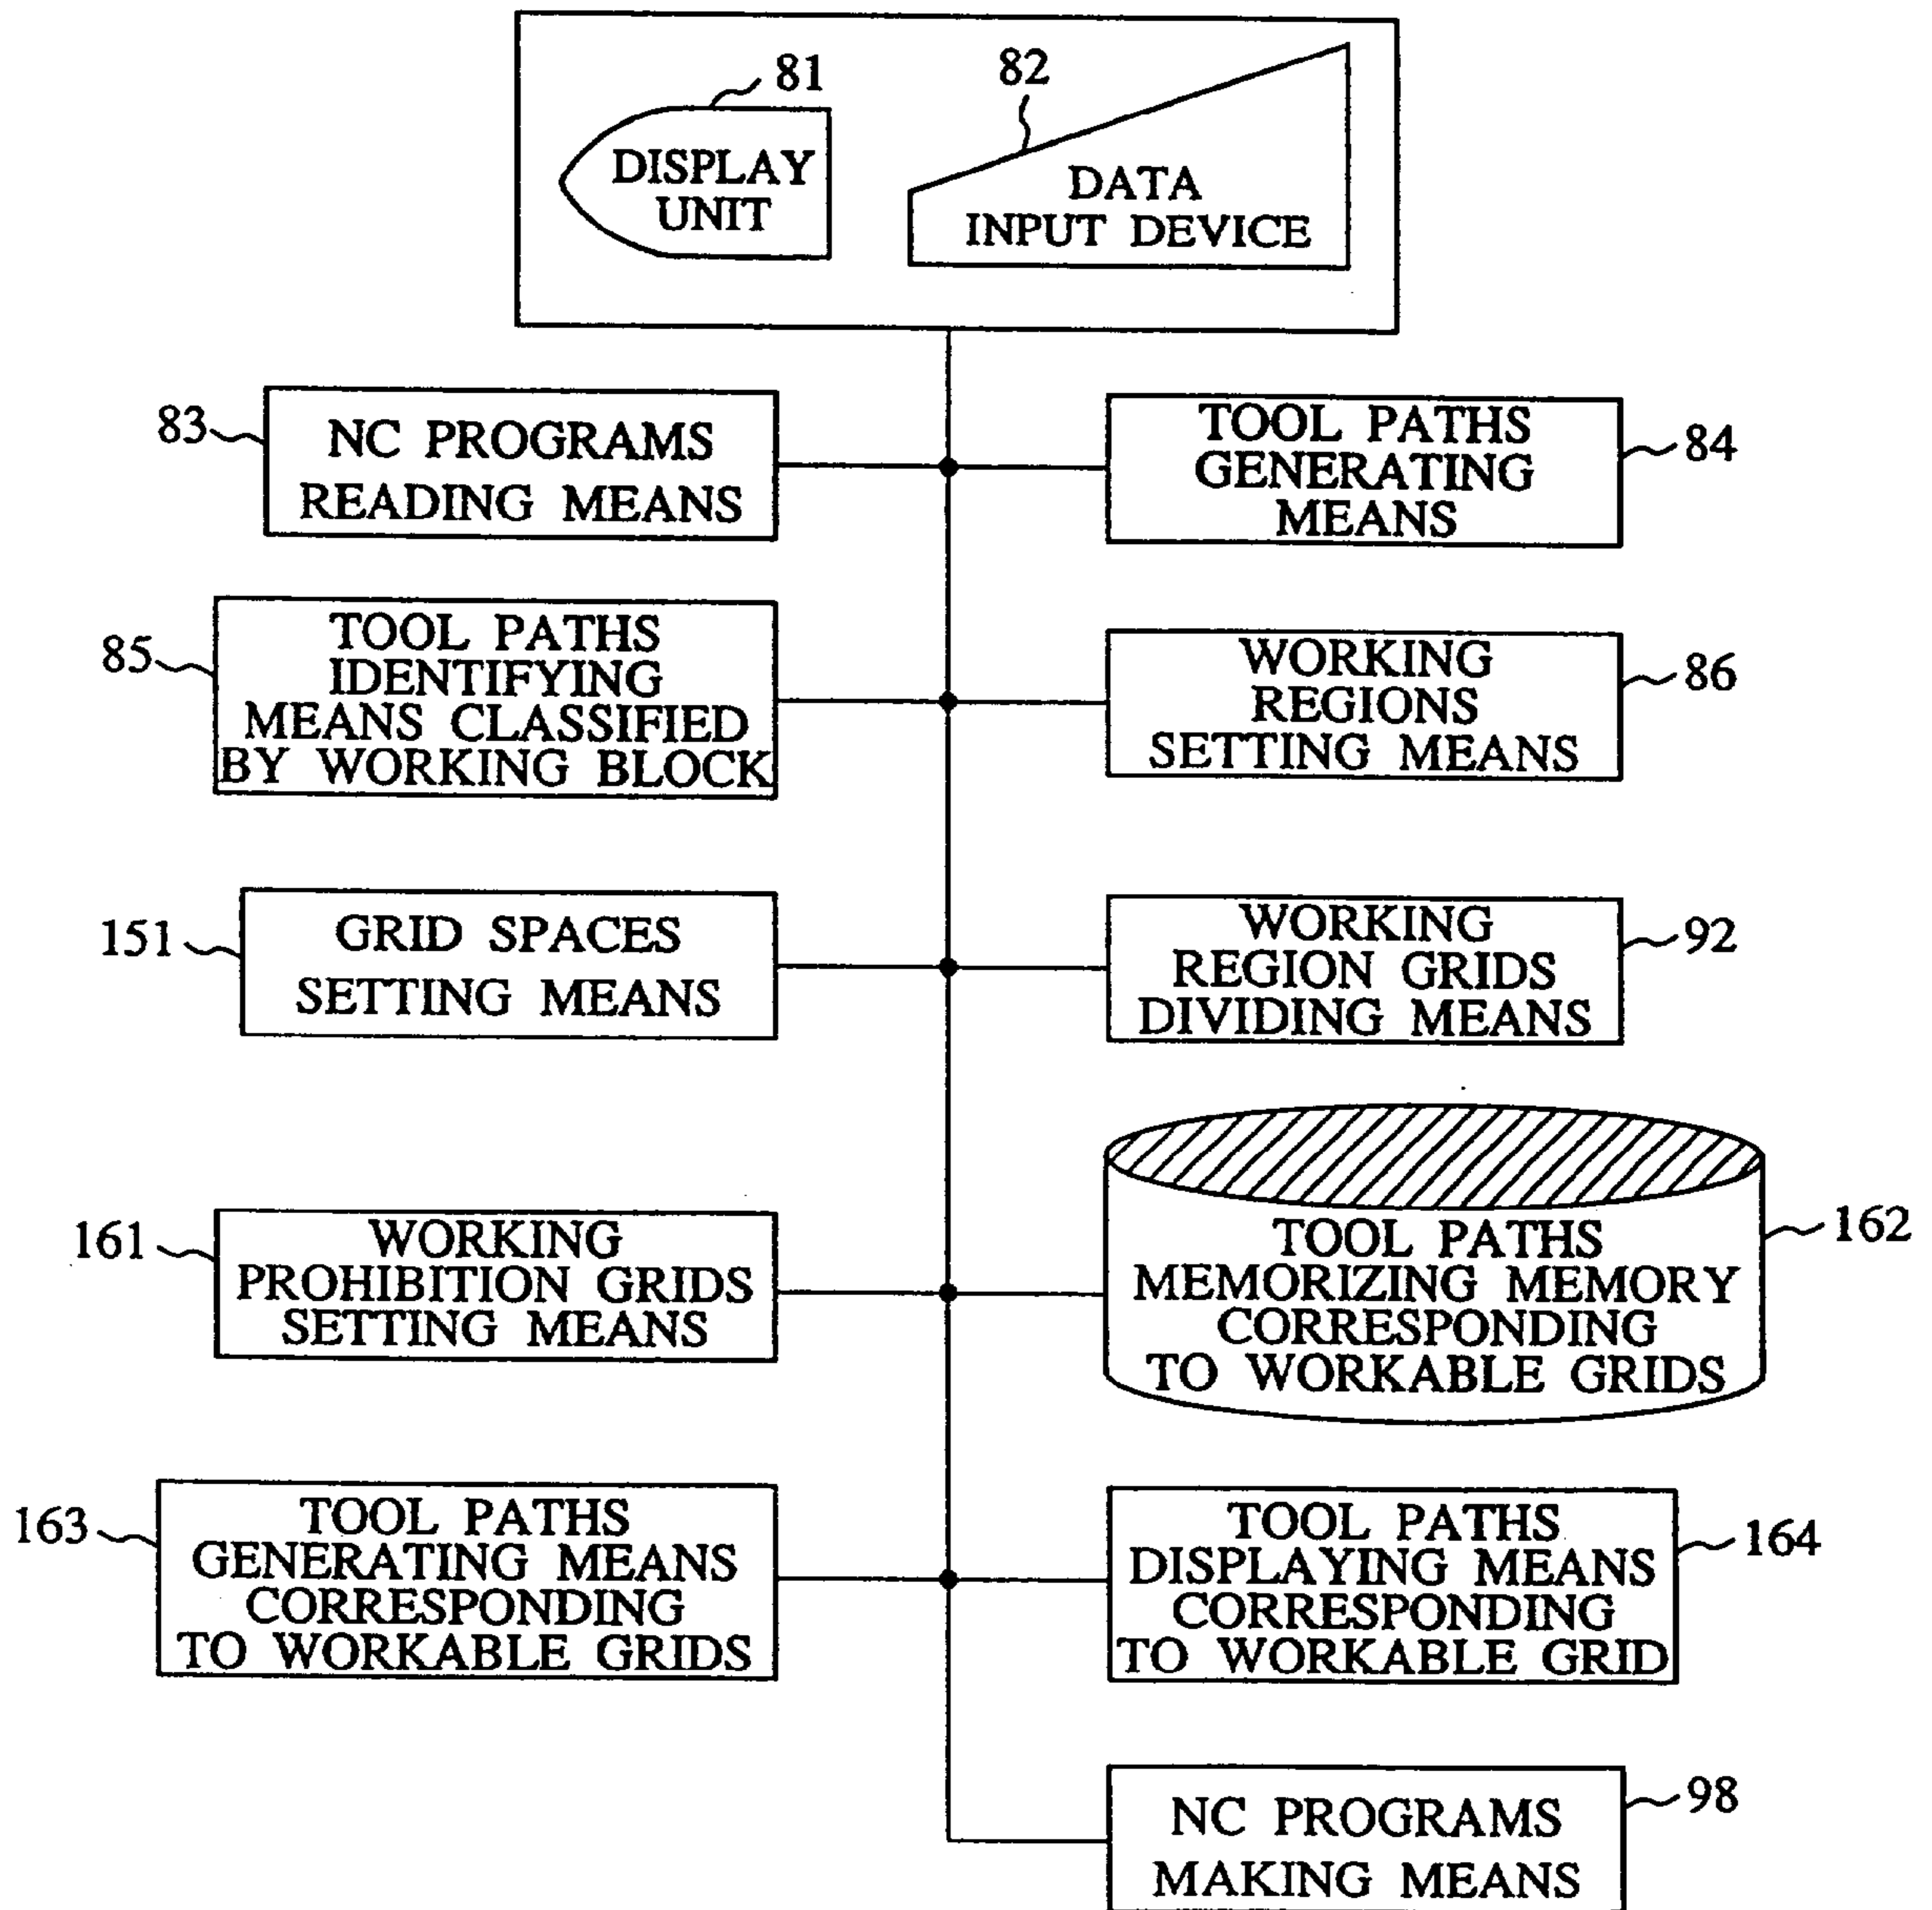 81
82
DISPLAY
UNIT
DATA
INPUT DEVICE
83
NC PROGRAMS
READING MEANS
TOOL PATHS
GENERATING
MEANS
84
85
TOOL PATHS
IDENTIFYING
MEANS CLASSIFIED
BY WORKING BLOCK
WORKING
REGIONS
SETTING MEANS
86
151
GRID SPACES
SETTING MEANS
WORKING
REGION GRIDS
DIVIDING MEANS
92
161
WORKING
PROHIBITION GRIDS
SETTING MEANS
TOOL PATHS
MEMORIZING MEMORY
CORRESPONDING
TO WORKABLE GRIDS
162
163
TOOL PATHS
GENERATING MEANS
CORRESPONDING
TO WORKABLE GRIDS
TOOL PATHS
DISPLAYING MEANS
CORRESPONDING
TO WORKABLE GRID
164
NC PROGRAMS
MAKING MEANS
98